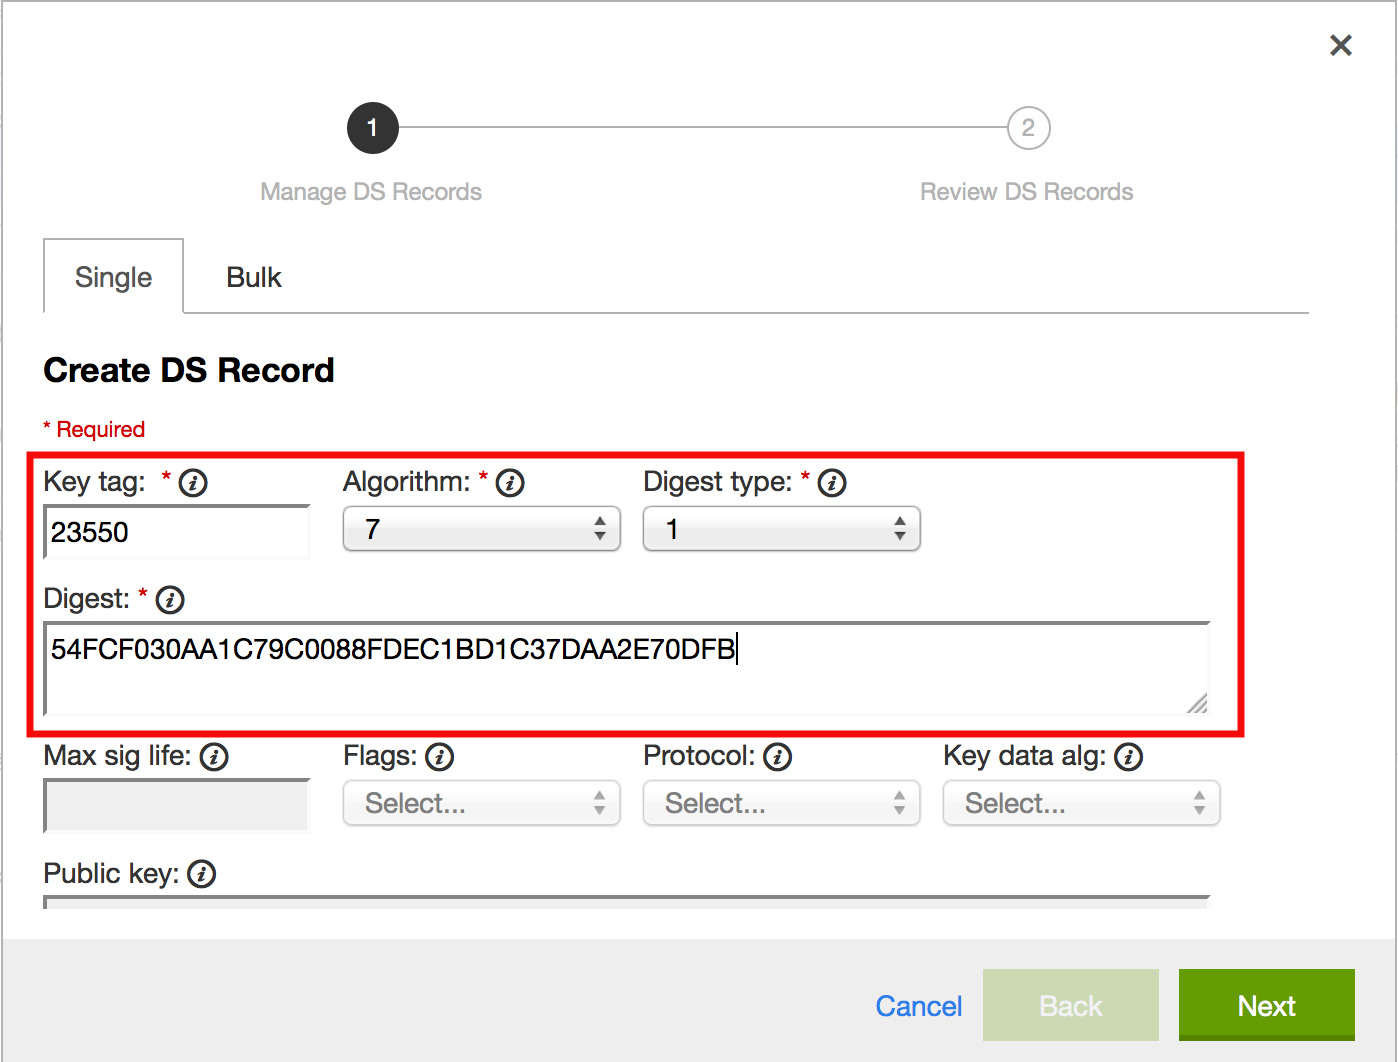 1 2
Manage DS Records Review DS Records
Single Bulk
Create DS Record
* Required
Key tag: * Algorithm: * Digest type: *
23550 7 1
Digest: *
54FCF030AA1C79C0088FDEC1BD1C37DAA2E70DFB
Max sig life: Flags: Protocol: Key data alg:
Select... Select... Select...
Public key:
Cancel Back Next